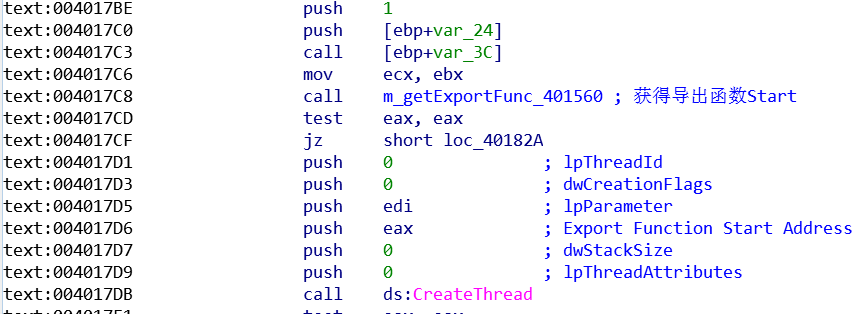 text:004017BE push 1
text:004017C0 push [ebp+var_24]
text:004017C3 call [ebp+var_3C]
text:004017C6 mov ecx, ebx
text:004017C8 call m_getExportFunc_401560 ; 获得导出函数Start
text:004017CD test eax, eax
text:004017CF jz short loc_40182A
text:004017D1 push 0 ; lpThreadId
text:004017D3 push 0 ; dwCreationFlags
text:004017D5 push edi ; lpParameter
text:004017D6 push eax ; Export Function Start Address
text:004017D7 push 0 ; dwStackSize
text:004017D9 push 0 ; lpThreadAttributes
text:004017DB call ds:CreateThread